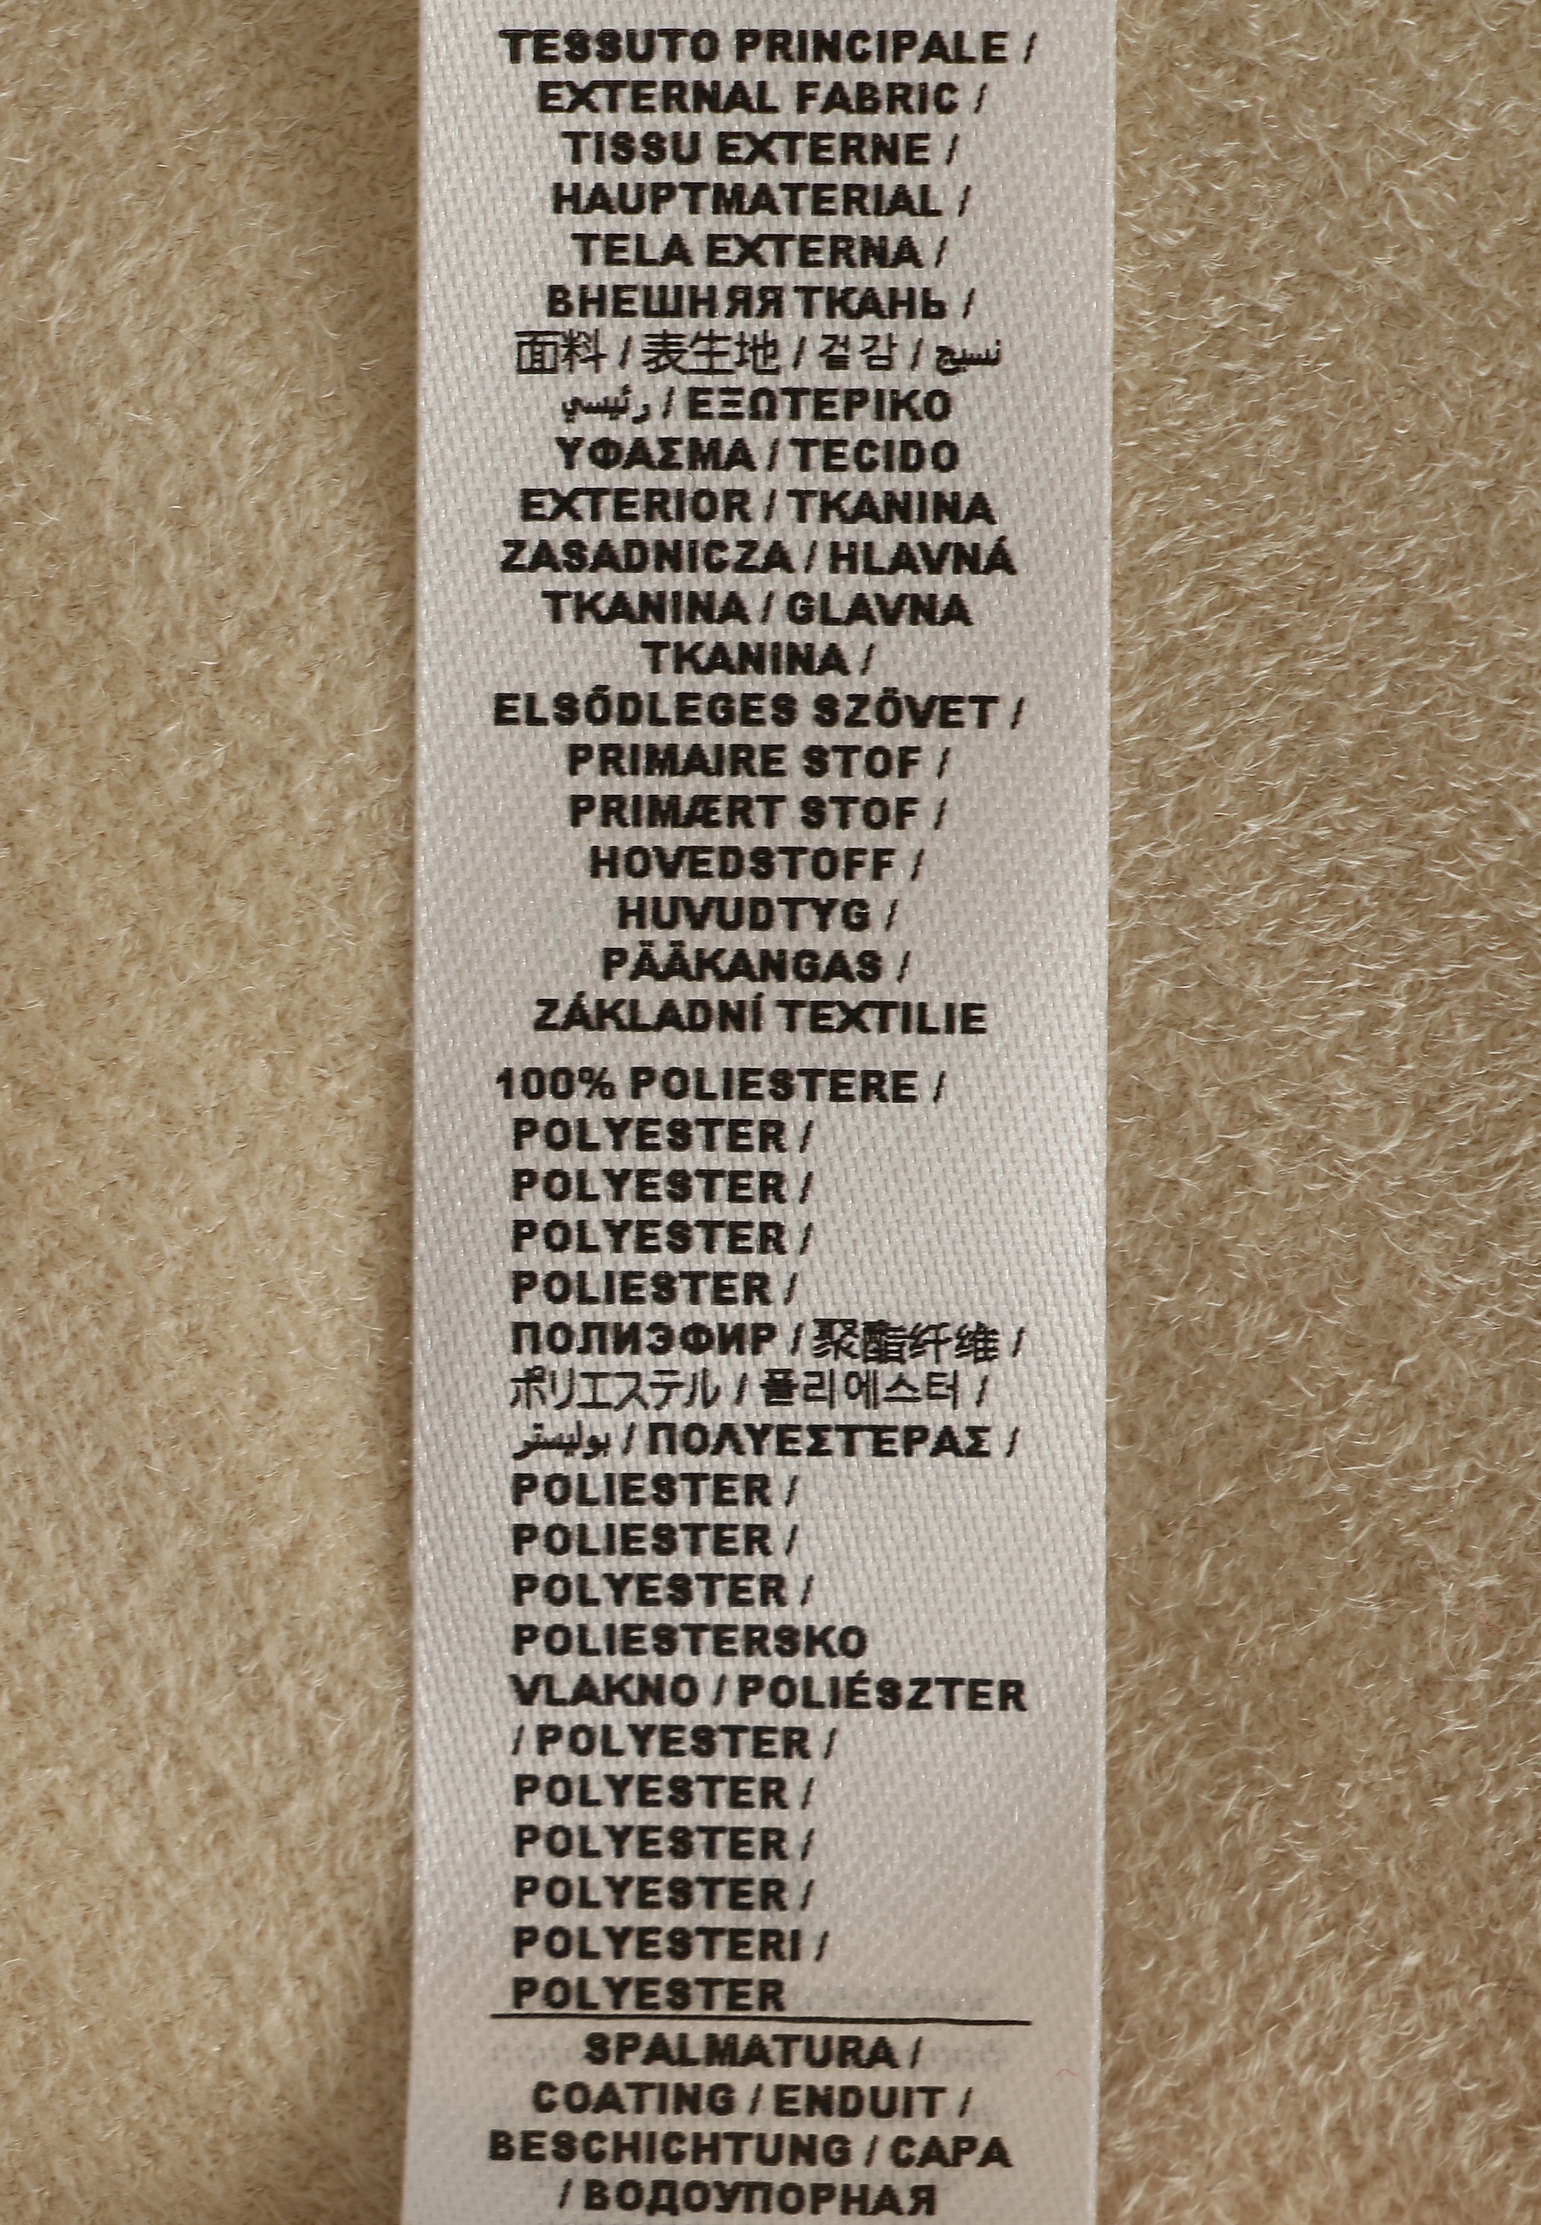 TESSUTO PRINCIPALE /
EXTERNAL FABRIC /
TISSU EXTERNE /
HAUPTMATERIAL /
TELA EXTERNA /
ВНЕШНЯЯ ТКАНЬ /
面料 / 表生地 / 겉감 / نسيج
رئيسي / ΕΞΩΤΕΡΙΚΟ
ΥΦΑΣΜΑ / TECIDO
EXTERIOR / TKANINA
ZASADNICZA / HLAVNÁ
TKANINA / GLAVNA
TKANINA /
ELSŐDLEGES SZÖVET /
PRIMAIRE STOF /
PRIMÆRT STOF /
HOVEDSTOFF /
HUVUDTYG /
PÄÄKANGAS /
ZÁKLADNÍ TEXTILIE
100% POLIESTERE /
POLYESTER /
POLYESTER /
POLYESTER /
POLIESTER /
ПОЛИЭФИР / 聚酯纤维 /
ポリエステル / 폴리에스터 /
بوليستر / ΠΟΛΥΕΣΤΕΡΑΣ /
POLIESTER /
POLIESTER /
POLYESTER /
POLIESTERSKO
VLAKNO / POLIÉSZTER
/ POLYESTER /
POLYESTER /
POLYESTER /
POLYESTER /
POLYESTERI /
POLYESTER
SPALMATURA /
COATING / ENDUIT /
BESCHICHTUNG / CAPA
/ ВОДОУПОРНАЯ